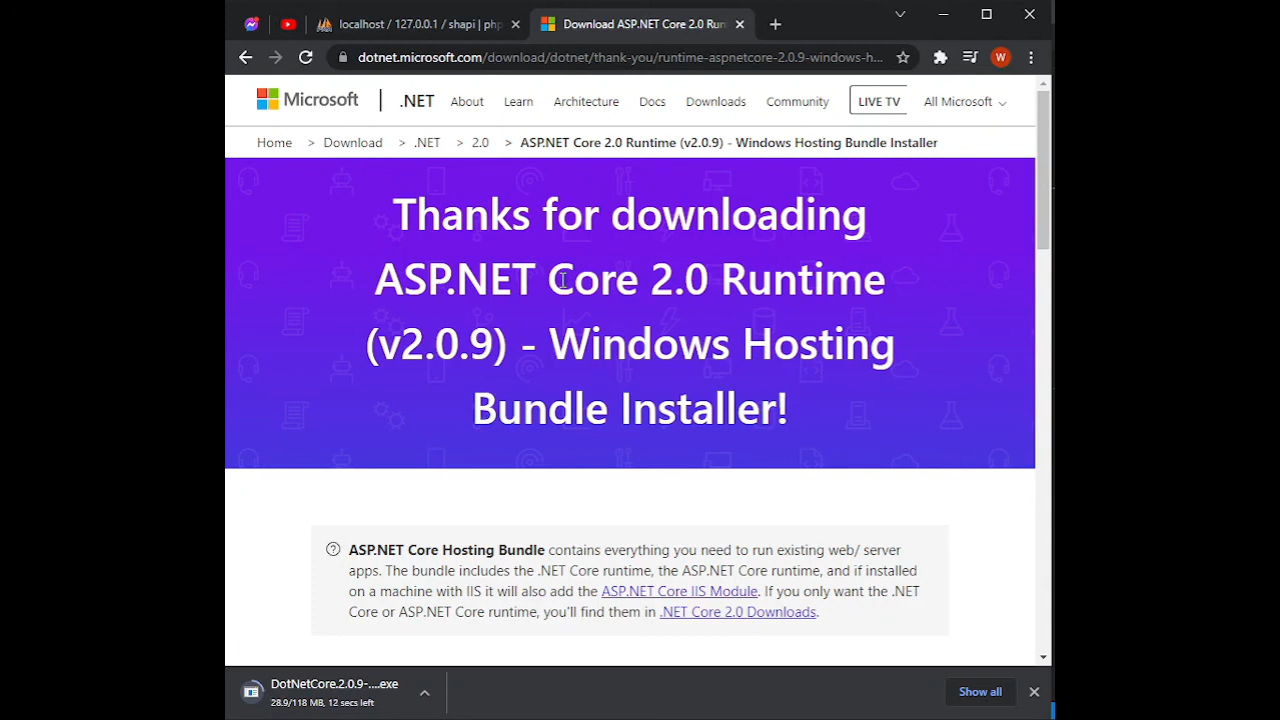 localhost / 127.0.0.1 / shapi | php
Download ASP.NET Core 2.0 Run
dotnet.microsoft.com/download/dotnet/thank-you/runtime-aspnetcore-2.0.9-windows-h...
W
Microsoft | .NET About Learn Architecture Docs Downloads Community LIVE TV All Microsoft
Home > Download > .NET > 2.0 > ASP.NET Core 2.0 Runtime (v2.0.9) - Windows Hosting Bundle Installer
Thanks for downloading
ASP.NET Core 2.0 Runtime
(v2.0.9) - Windows Hosting
Bundle Installer!
ASP.NET Core Hosting Bundle contains everything you need to run existing web/ server
apps. The bundle includes the .NET Core runtime, the ASP.NET Core runtime, and if installed
on a machine with IIS it will also add the ASP.NET Core IIS Module. If you only want the .NET
Core or ASP.NET Core runtime, you'll find them in .NET Core 2.0 Downloads.
DotNetCore.2.0.9-....exe
28.9/118 MB, 12 secs left
Show all